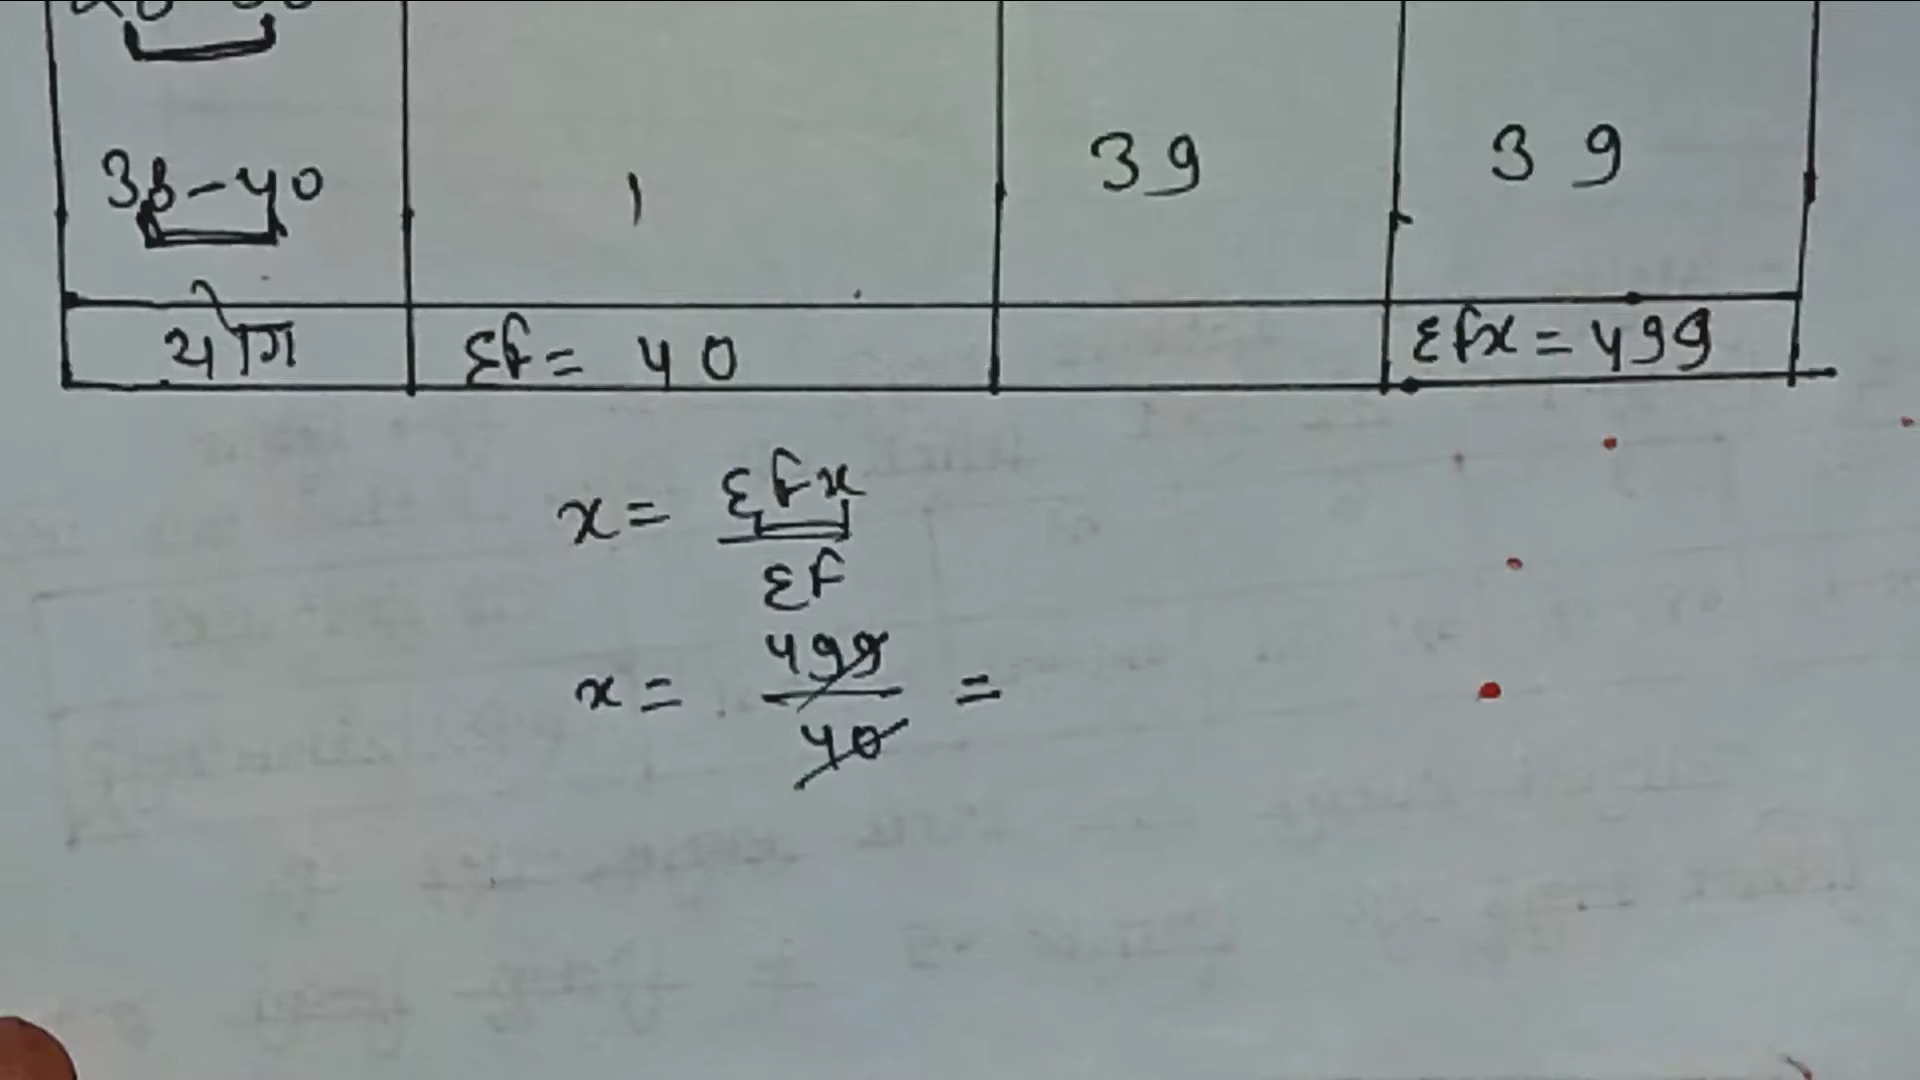 38-40 1 39 39
योग Σf = 40 Σfx = 499
x = Σfx
Σf
x = 499 =
40